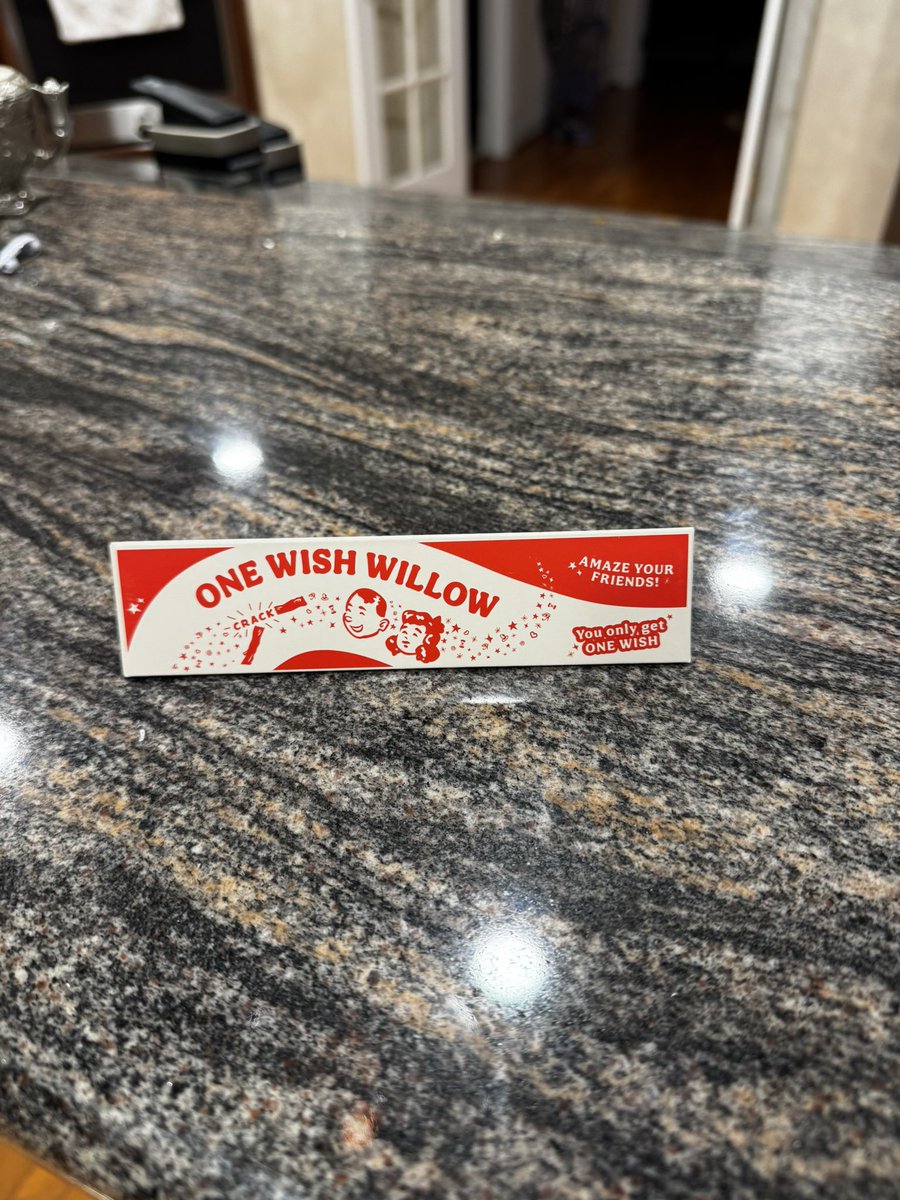 ONE WISH WILLOW
CRACK
AMAZE YOUR
FRIENDS!
You only get
ONE WISH